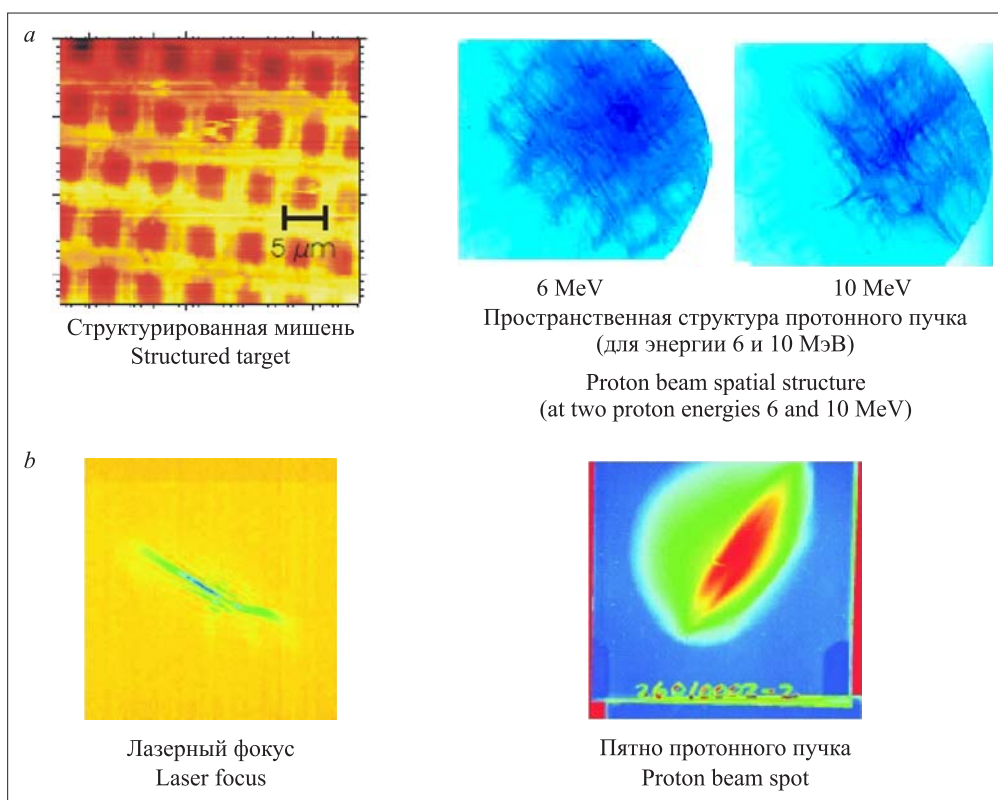 a
5 μm
Структурированная мишень
Structured target
6 MeV
10 MeV
Пространственная структура протонного пучка
(для энергии 6 и 10 МэВ)
Proton beam spatial structure
(at two proton energies 6 and 10 MeV)
b
Лазерный фокус
Laser focus
Пятно протонного пучка
Proton beam spot